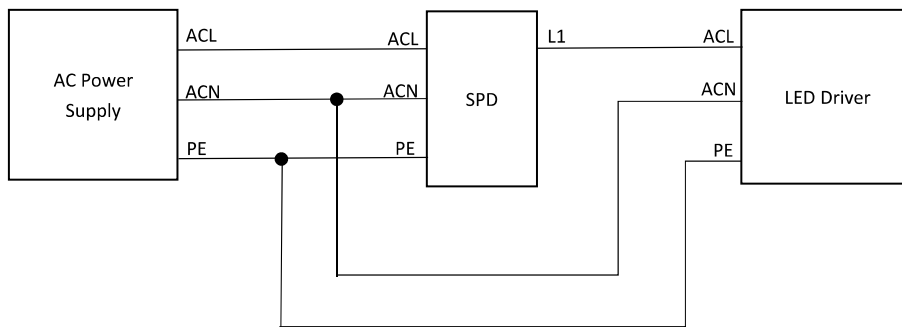 ACL
ACL
L1
ACL
AC Power
Supply
ACN
ACN
SPD
ACN
LED Driver
PE
PE
PE